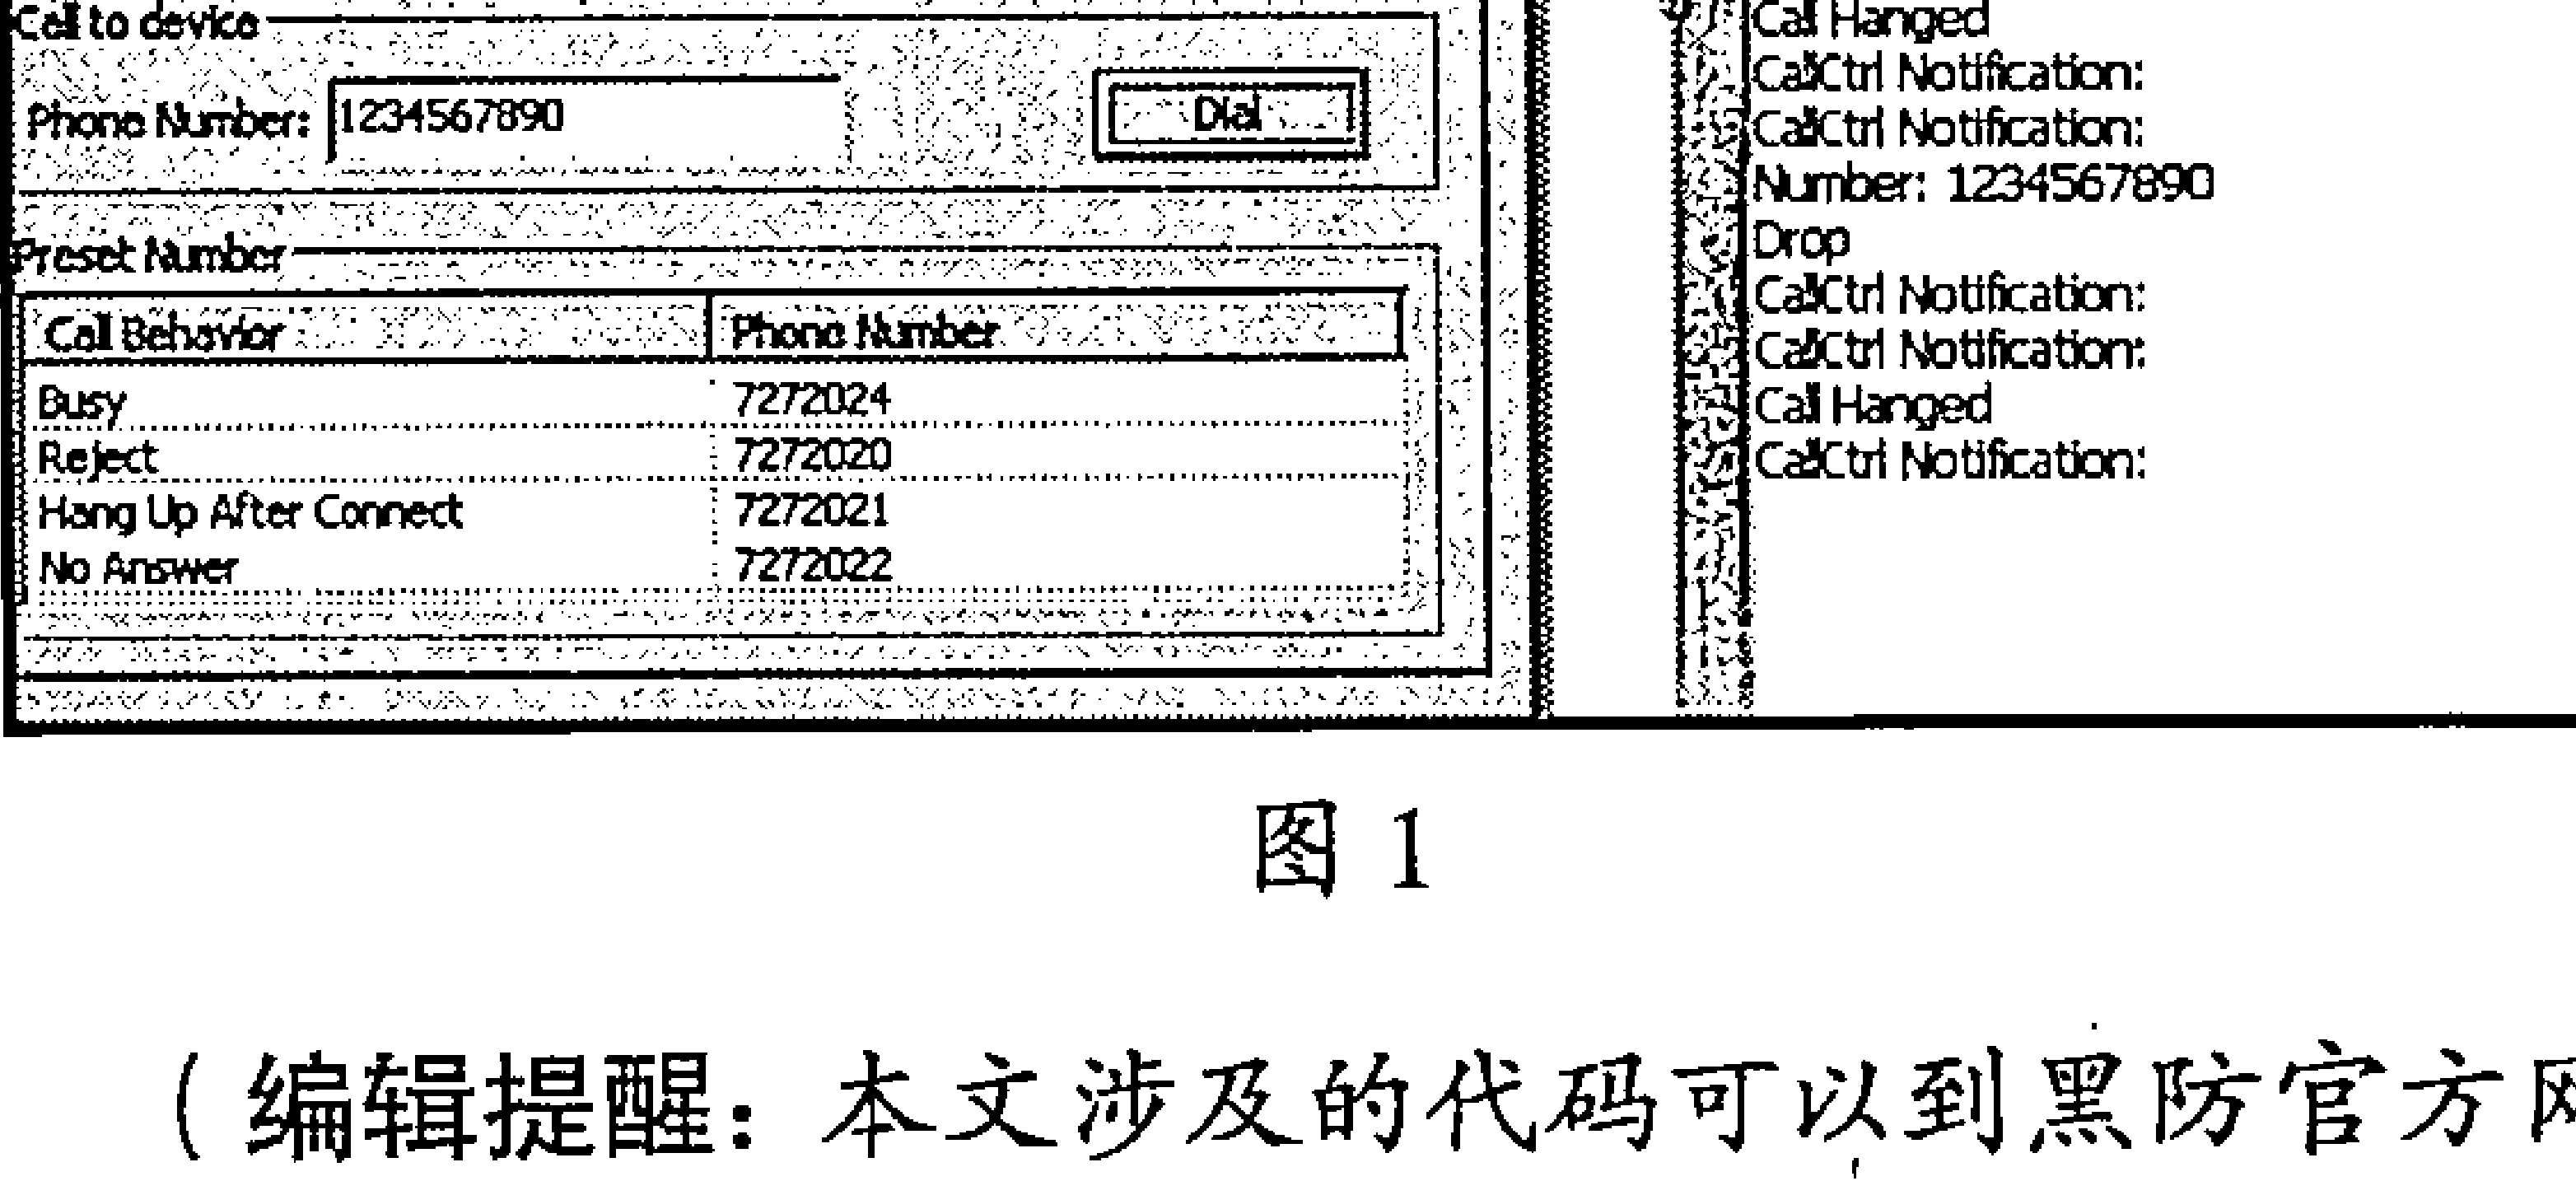 Call to device
Phone Number: 1234567890 Dial
Preset Number
Call Behavior Phone Number
Busy 7272024
Reject 7272020
Hang Up After Connect 7272021
No Answer 7272022
Call Hanged
CallCtrl Notification:
CallCtrl Notification:
Number: 1234567890
Drop
CallCtrl Notification:
CallCtrl Notification:
Call Hanged
CallCtrl Notification:
图 1
（编辑提醒：本文涉及的代码可以到黑防官方网